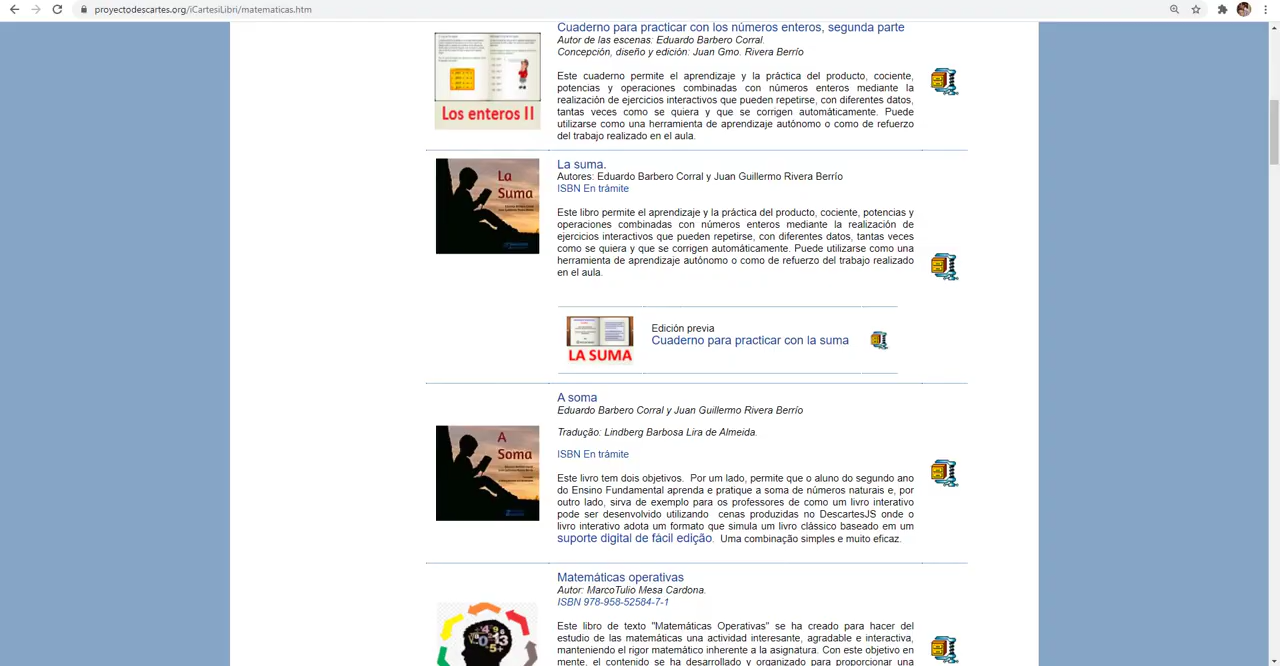 proyectodescartes.org/iCartesiLibri/matematicas.htm
Cuaderno para practicar con los números enteros, segunda parte
Autor de las escenas: Eduardo Barbero Corral.
Concepción, diseño y edición: Juan Gmo. Rivera Berrío
Este cuaderno permite el aprendizaje y la práctica del producto, cociente,
potencias y operaciones combinadas con números enteros mediante la
realización de ejercicios interactivos que pueden repetirse, con diferentes datos,
tantas veces como se quiera y que se corrigen automáticamente. Puede
utilizarse como una herramienta de aprendizaje autónomo o como de refuerzo
del trabajo realizado en el aula.
Los enteros II
La suma.
Autores: Eduardo Barbero Corral y Juan Guillermo Rivera Berrío
ISBN En trámite
La
Suma
Este libro permite el aprendizaje y la práctica del producto, cociente, potencias y
operaciones combinadas con números enteros mediante la realización de
ejercicios interactivos que pueden repetirse, con diferentes datos, tantas veces
como se quiera y que se corrigen automáticamente. Puede utilizarse como una
herramienta de aprendizaje autónomo o como de refuerzo del trabajo realizado
en el aula.
Edición previa
Cuaderno para practicar con la suma
LA SUMA
A soma
Eduardo Barbero Corral y Juan Guillermo Rivera Berrío
Tradução: Lindberg Barbosa Lira de Almeida.
ISBN En trámite
A
Soma
Este livro tem dois objetivos. Por um lado, permite que o aluno do segundo ano
do Ensino Fundamental aprenda e pratique a soma de números naturais e, por
outro lado, sirva de exemplo para os professores de como um livro interativo
pode ser desenvolvido utilizando cenas produzidas no DescartesJS onde o
livro interativo adota um formato que simula um livro clássico baseado em um
suporte digital de fácil edição. Uma combinação simples e muito eficaz.
Matemáticas operativas
Autor: MarcoTulio Mesa Cardona.
ISBN 978-958-52584-7-1
Este libro de texto "Matemáticas Operativas" se ha creado para hacer del
estudio de las matemáticas una actividad interesante, agradable e interactiva,
manteniendo el rigor matemático inherente a la asignatura. Con este objetivo en
mente, el contenido se ha desarrollado y organizado para proporcionar una